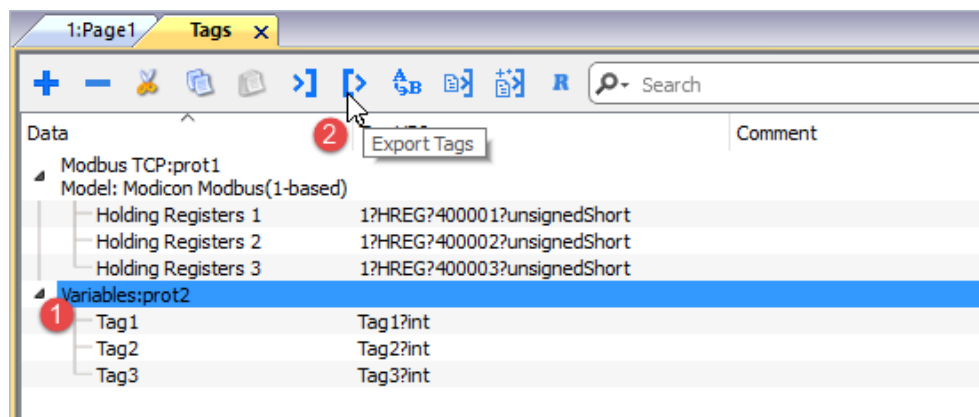 1:Page1 Tags x
A B R Search
2
Export Tags
Data Comment
Modbus TCP:prot1
Model: Modicon Modbus(1-based)
Holding Registers 1 1?HREG?400001?unsignedShort
Holding Registers 2 1?HREG?400002?unsignedShort
Holding Registers 3 1?HREG?400003?unsignedShort
Variables:prot2
1
Tag1 Tag1?int
Tag2 Tag2?int
Tag3 Tag3?int